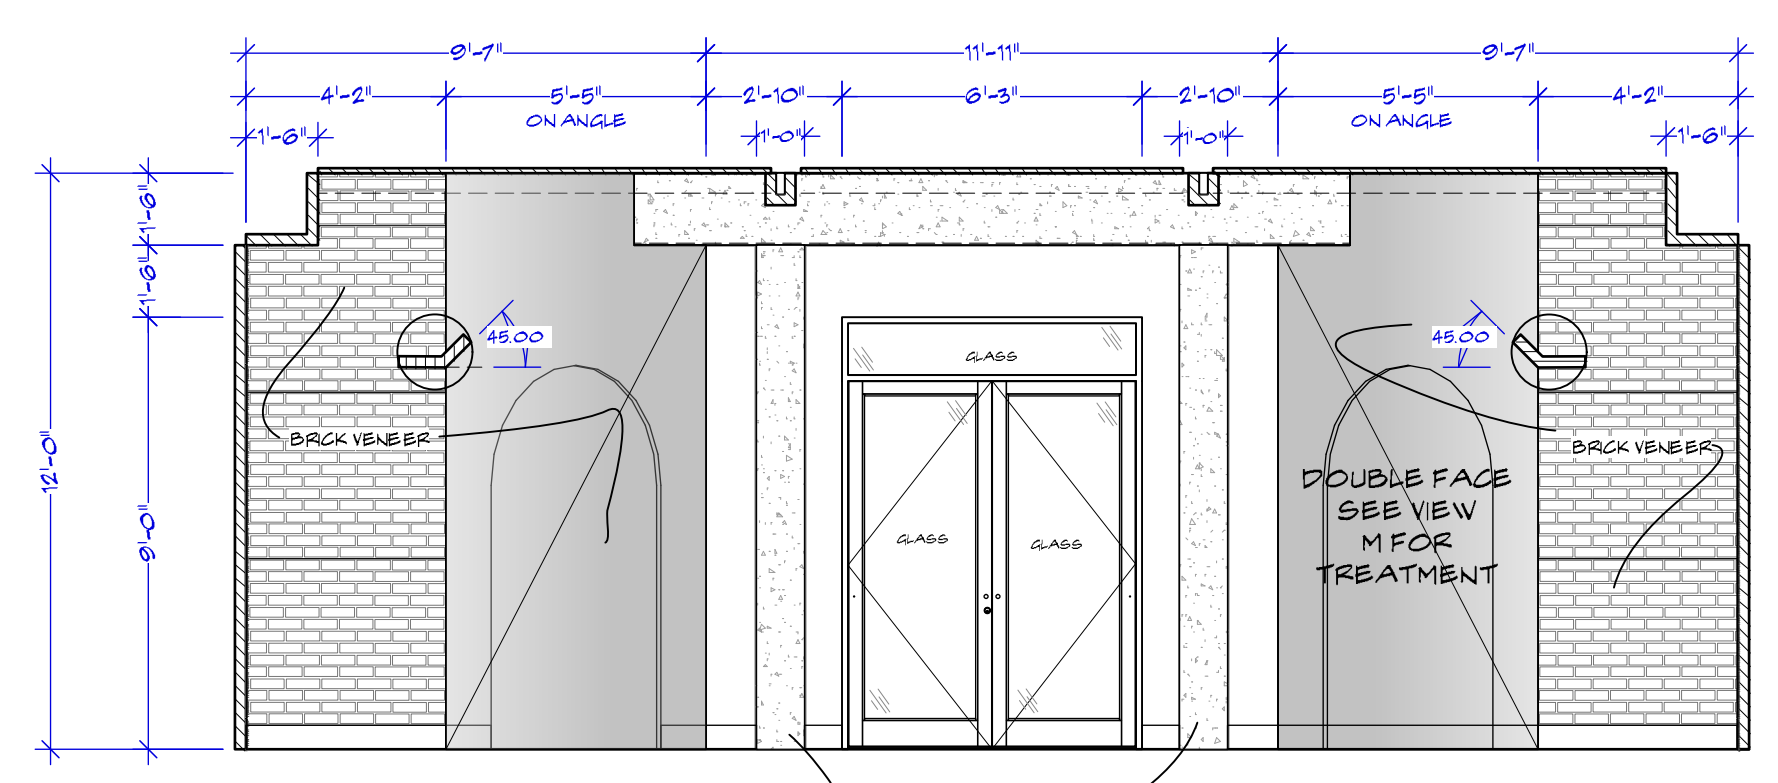 9'-7"
11'-11"
9'-7"
4'-2"
5'-5"
2'-10"
6'-3"
2'-10"
5'-5"
4'-2"
ON ANGLE
ON ANGLE
1'-6"
1'-0"
1'-0"
1'-6"
1'-6"
1'-6"
12'-0"
9'-0"
45.00
45.00
GLASS
BRICK VENEER
BRICK VENEER
DOUBLE FACE
SEE VIEW
M FOR
TREATMENT
GLASS
GLASS